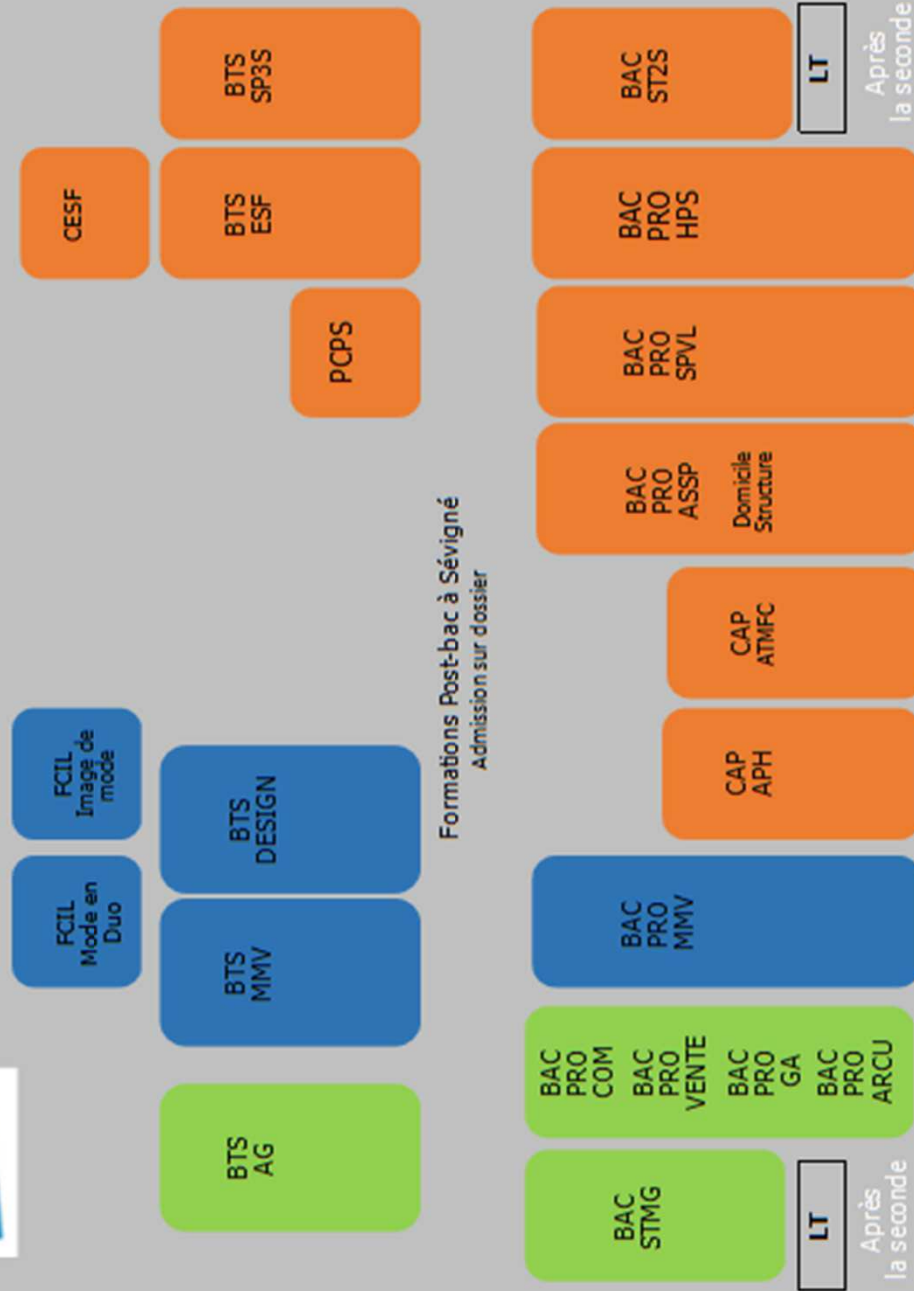 FCIL
Mode en
Duo
FCIL
Image de
mode
CESF
BTS
AG
BTS
MMV
BTS
DESIGN
PCPS
BTS
ESF
BTS
SP3S
Formations Post-bac à Sévigné
Admission sur dossier
BAC
STMG
BAC
PRO
COM
BAC
PRO
VENTE
BAC
PRO
GA
BAC
PRO
ARCU
BAC
PRO
MMV
CAP
APH
CAP
ATMFC
BAC
PRO
ASSP
Domicile
Structure
BAC
PRO
SPVL
BAC
PRO
HPS
BAC
ST2S
LT
Après
la seconde
LT
Après
la seconde